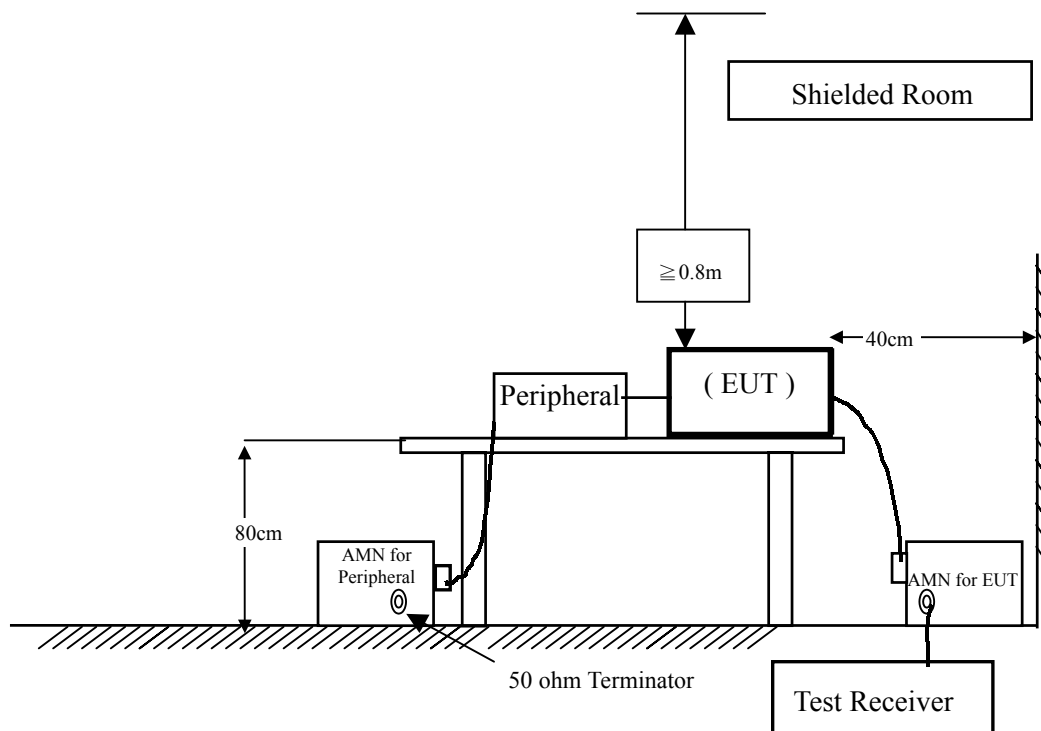 Shielded Room
≧0.8m
40cm
( EUT )
Peripheral
80cm
AMN for
Peripheral
AMN for EUT
50 ohm Terminator
Test Receiver